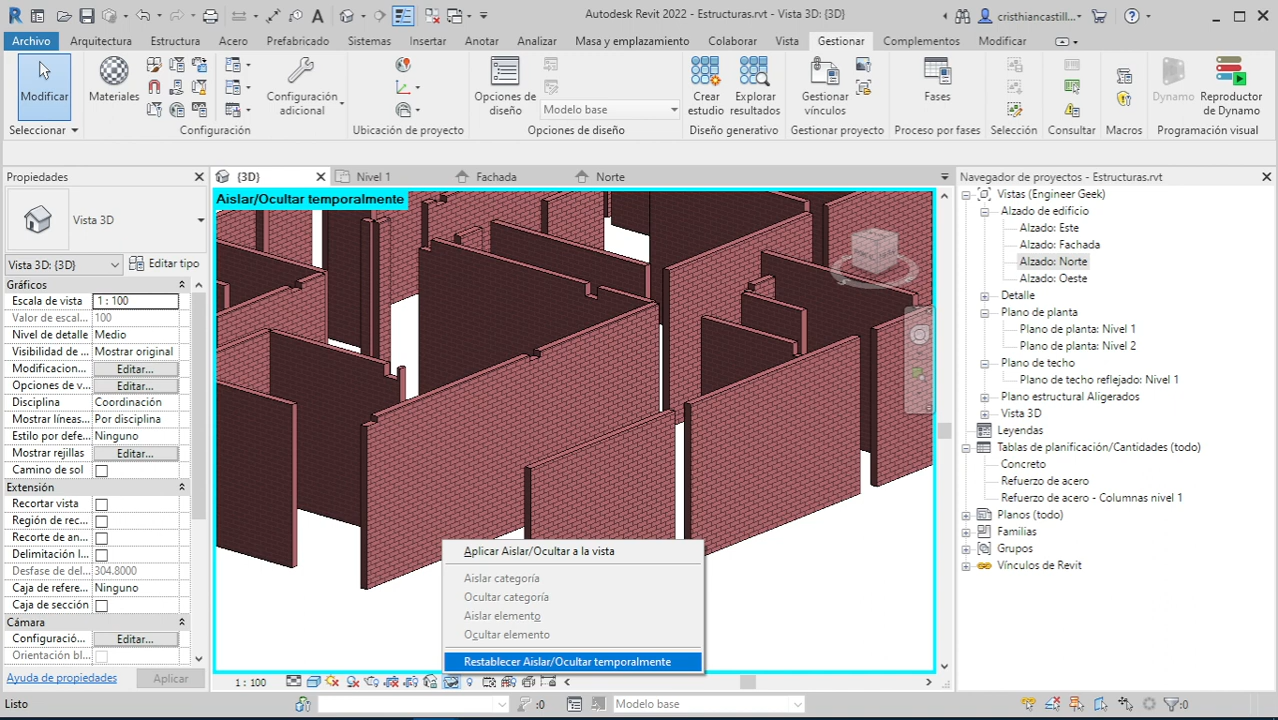 Autodesk Revit 2022 - Estructuras.rvt - Vista 3D: {3D}
cristhiancastill...
Archivo
Arquitectura
Estructura
Acero
Prefabricado
Sistemas
Insertar
Anotar
Analizar
Masa y emplazamiento
Colaborar
Vista
Gestionar
Complementos
Modificar
Modificar
Materiales
Configuración adicional
Opciones de diseño
Modelo base
Crear estudio
Explorar resultados
Gestionar vínculos
Fases
Dynamo
Reproductor de Dynamo
Seleccionar
Configuración
Ubicación de proyecto
Opciones de diseño
Diseño generativo
Gestionar proyecto
Proceso por fases
Selección
Consultar
Macros
Programación visual
Propiedades
Vista 3D
Vista 3D: {3D}
Editar tipo
Gráficos
Escala de vista 1 : 100
Valor de escal... 100
Nivel de detalle Medio
Visibilidad de ... Mostrar original
Modificacion... Editar...
Opciones de v... Editar...
Disciplina Coordinación
Mostrar líneas... Por disciplina
Estilo por defe... Ninguno
Mostrar rejillas Editar...
Camino de sol
Extensión
Recortar vista
Región de rec...
Recorte de an...
Delimitación l...
Desfase de del... 304.8000
Caja de refere... Ninguno
Caja de sección
Cámara
Configuració... Editar...
Orientación bl...
Ayuda de propiedades
Aplicar
{3D}
Nivel 1
Fachada
Norte
Aislar/Ocultar temporalmente
Aplicar Aislar/Ocultar a la vista
Aislar categoría
Ocultar categoría
Aislar elemento
Ocultar elemento
Restablecer Aislar/Ocultar temporalmente
1 : 100
Navegador de proyectos - Estructuras.rvt
Vistas (Engineer Geek)
Alzado de edificio
Alzado: Este
Alzado: Fachada
Alzado: Norte
Alzado: Oeste
Detalle
Plano de planta
Plano de planta: Nivel 1
Plano de planta: Nivel 2
Plano de techo
Plano de techo reflejado: Nivel 1
Plano estructural Aligerados
Vista 3D
Leyendas
Tablas de planificación/Cantidades (todo)
Concreto
Refuerzo de acero
Refuerzo de acero - Columnas nivel 1
Planos (todo)
Familias
Grupos
Vínculos de Revit
Listo
:0
Modelo base
:0